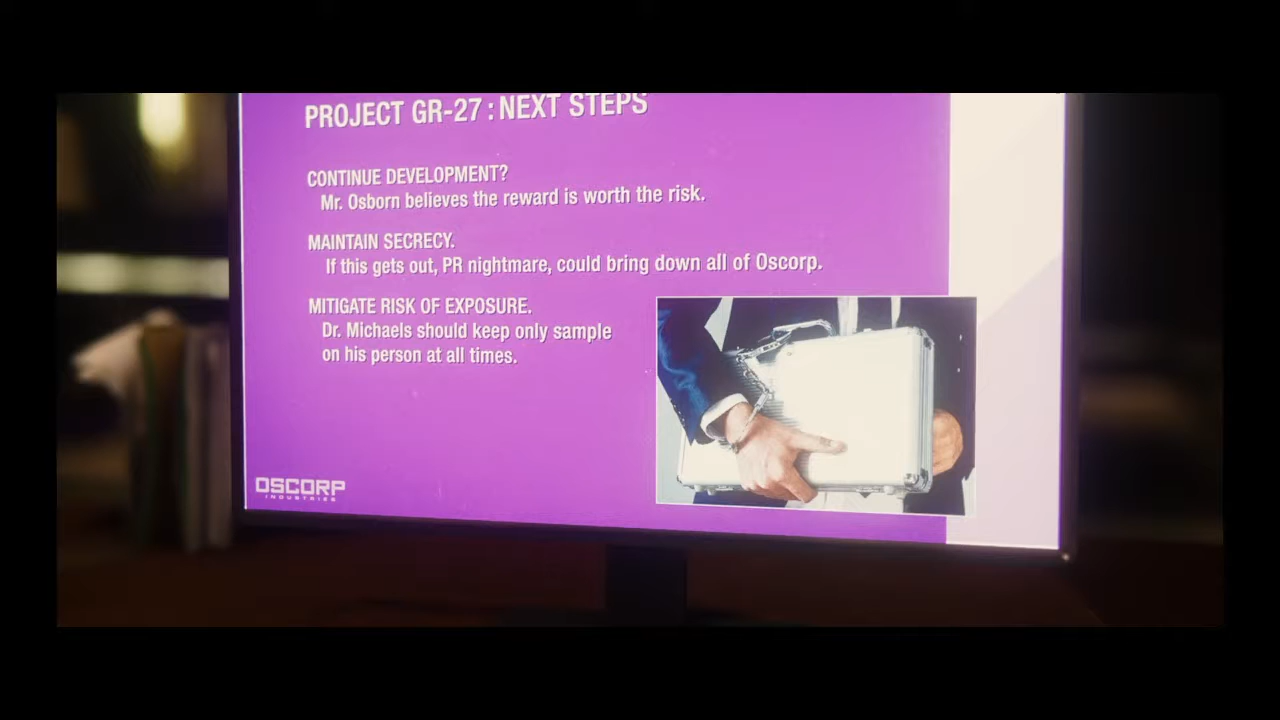 PROJECT GR-27 : NEXT STEPS
CONTINUE DEVELOPMENT?
Mr. Osborn believes the reward is worth the risk.
MAINTAIN SECRECY.
If this gets out, PR nightmare, could bring down all of Oscorp.
MITIGATE RISK OF EXPOSURE.
Dr. Michaels should keep only sample
on his person at all times.
OSCORP
INDUSTRIES